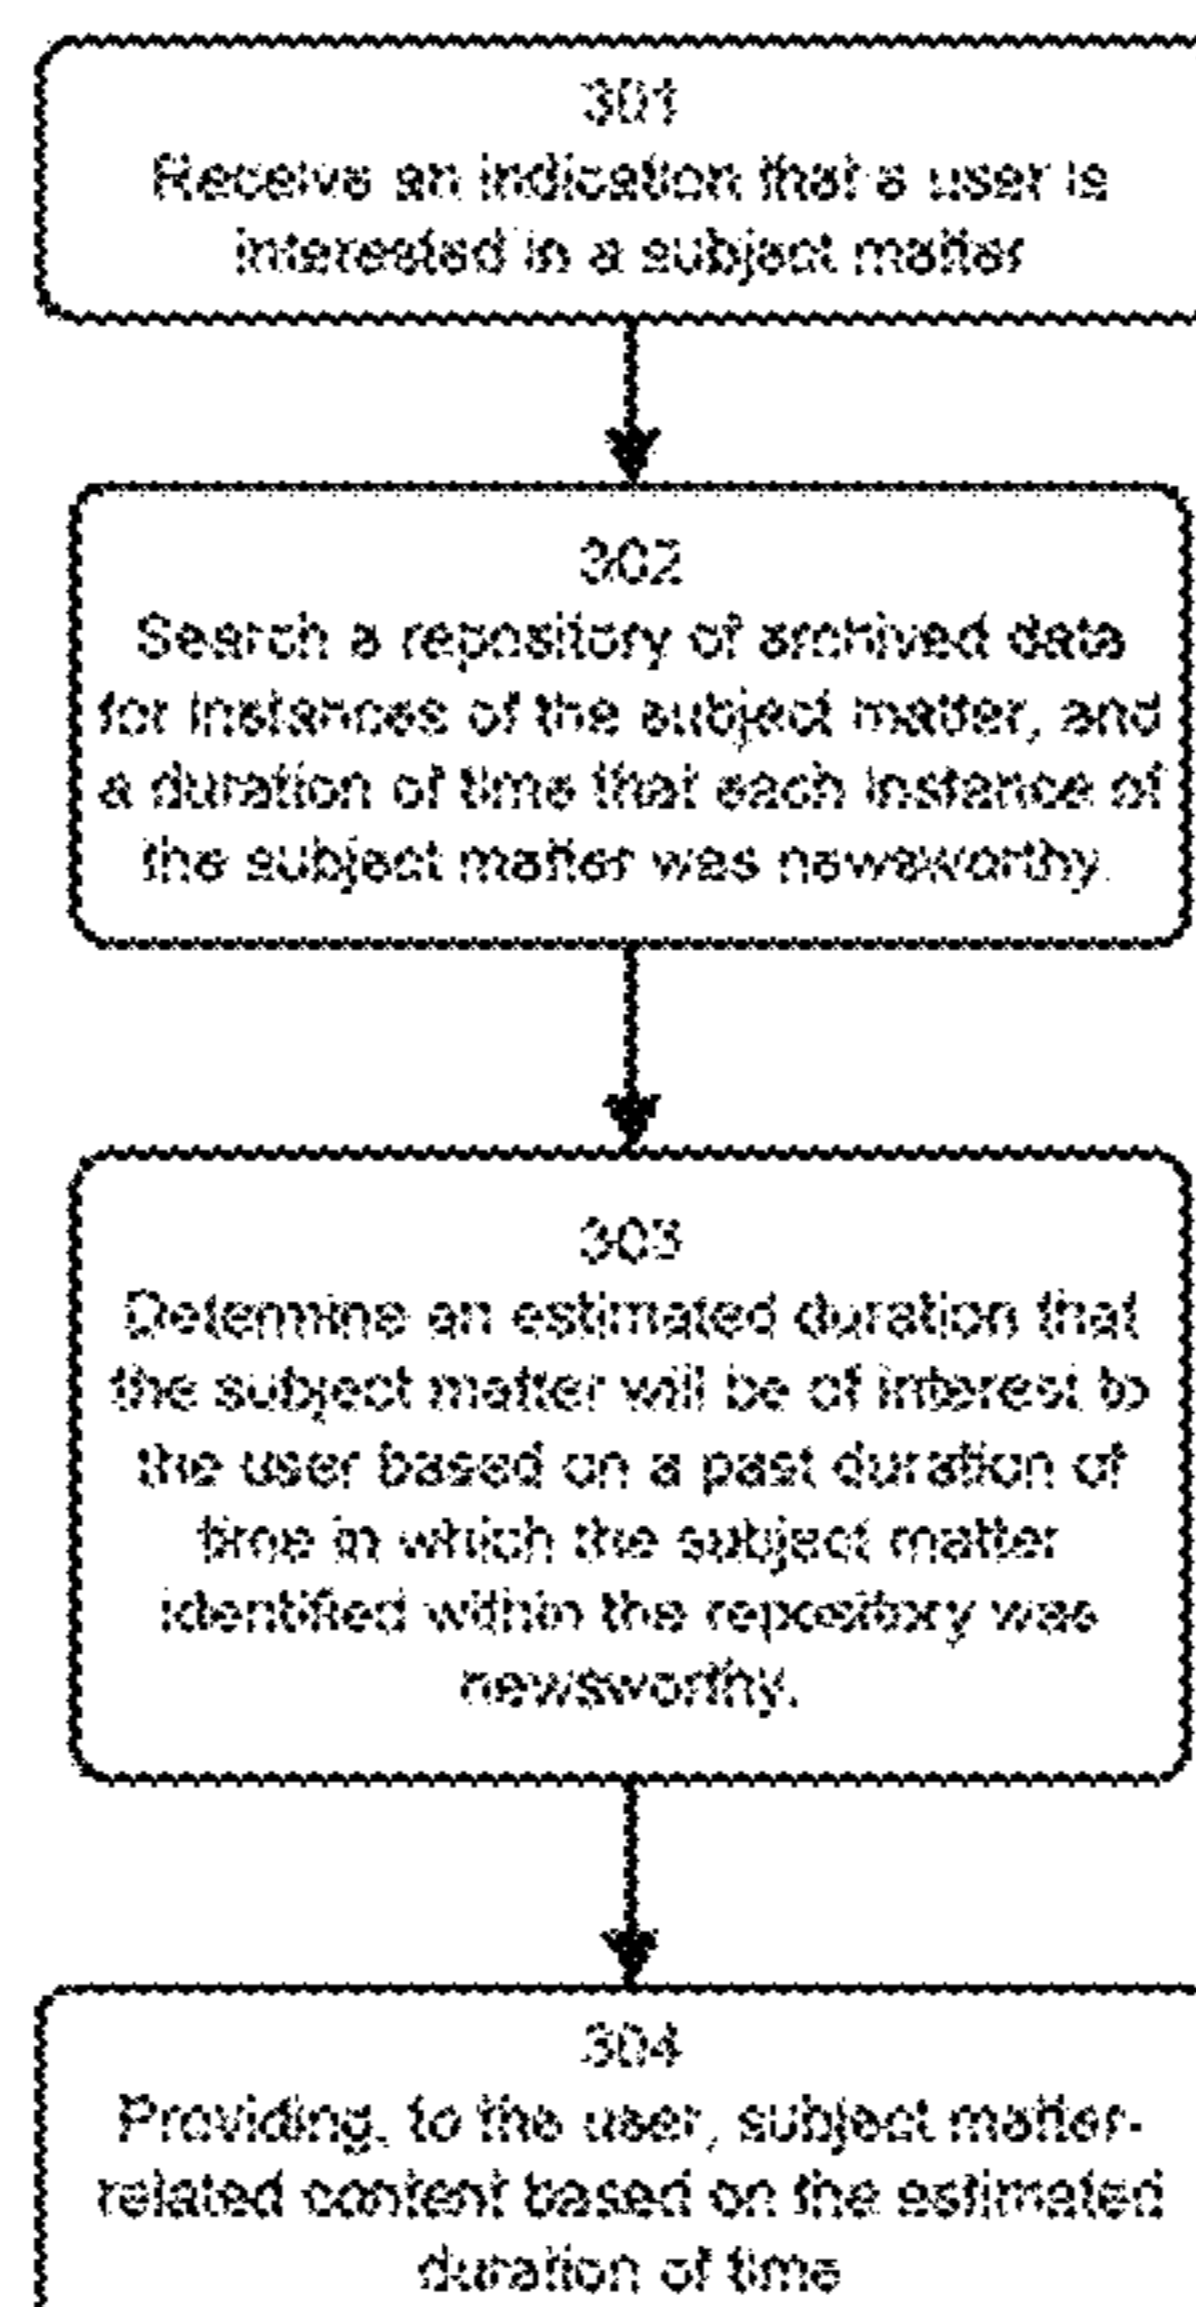 301
Receive an indication that a user is
interested in a subject matter
302
Search a repository of archived data
for instances of the subject matter, and
a duration of time that each instance of
the subject matter was newsworthy.
303
Determine an estimated duration that
the subject matter will be of interest to
the user based on a past duration of
time in which the subject matter
identified within the repository was
newsworthy.
304
Providing, to the user, subject matter-
related content based on the estimated
duration of time